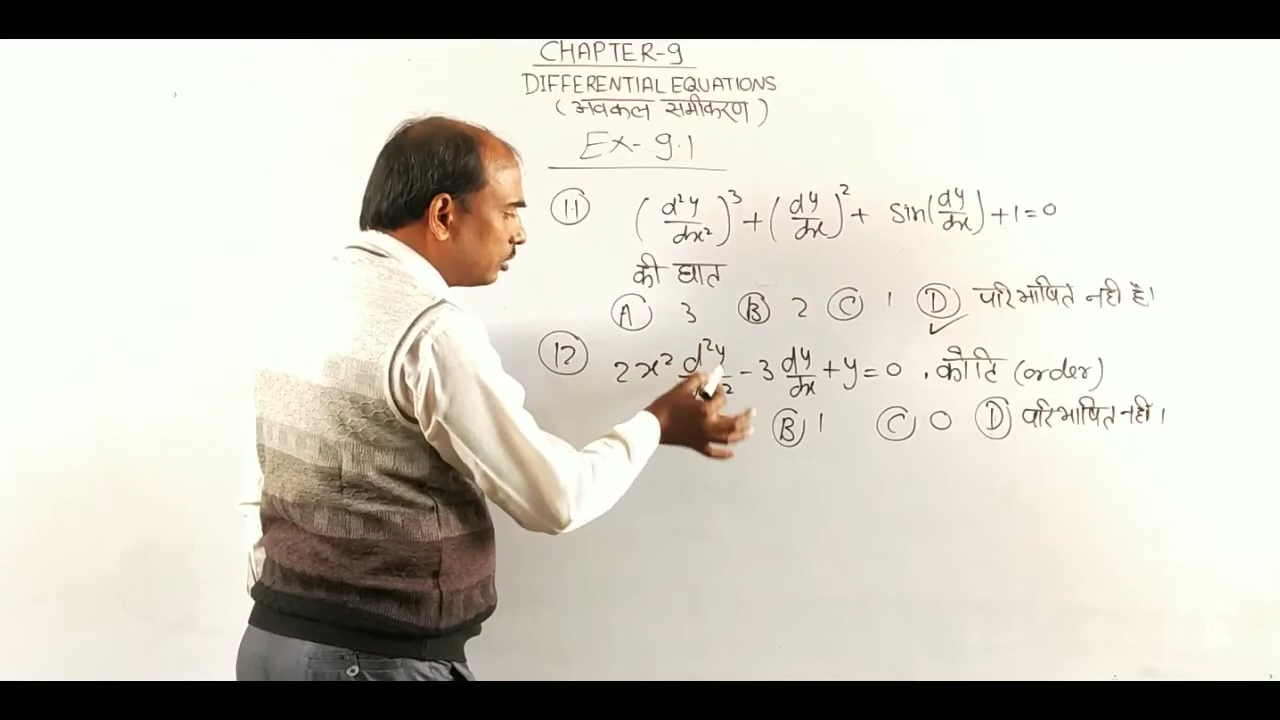 CHAPTER-9
DIFFERENTIAL EQUATIONS
(अवकल समीकरण)
Ex- 9.1
11 (d²y/dx²)³ + (dy/dx)² + sin(dy/dx) + 1 = 0
की घात
A 3 B 2 C 1 D परिभाषित नही है।
12 2x² d²y/ 2 - 3 dy/dx + y = 0 , कोटि (order)
B 1 C 0 D परिभाषित नही।